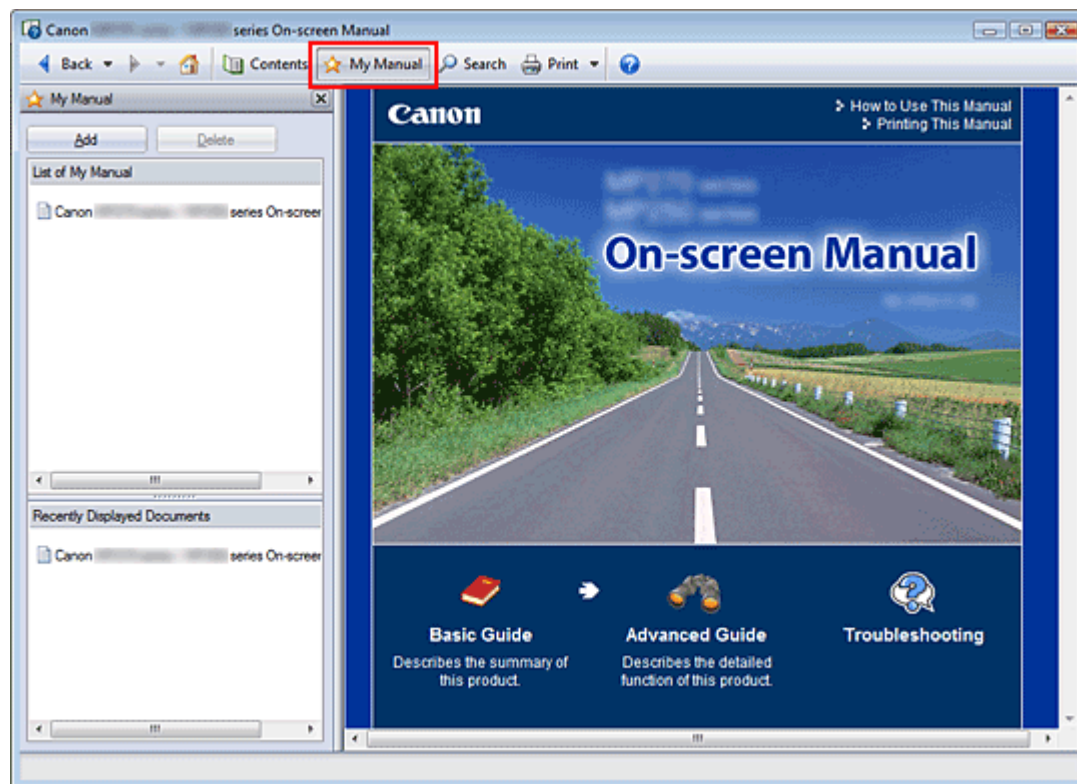 Canon series On-screen Manual
Back Contents My Manual Search Print
My Manual
Add Delete
List of My Manual
Canon series On-screen
Recently Displayed Documents
Canon series On-screen
Canon
How to Use This Manual
Printing This Manual
series
series
On-screen Manual
Basic Guide
Describes the summary of
this product.
Advanced Guide
Describes the detailed
function of this product.
Troubleshooting